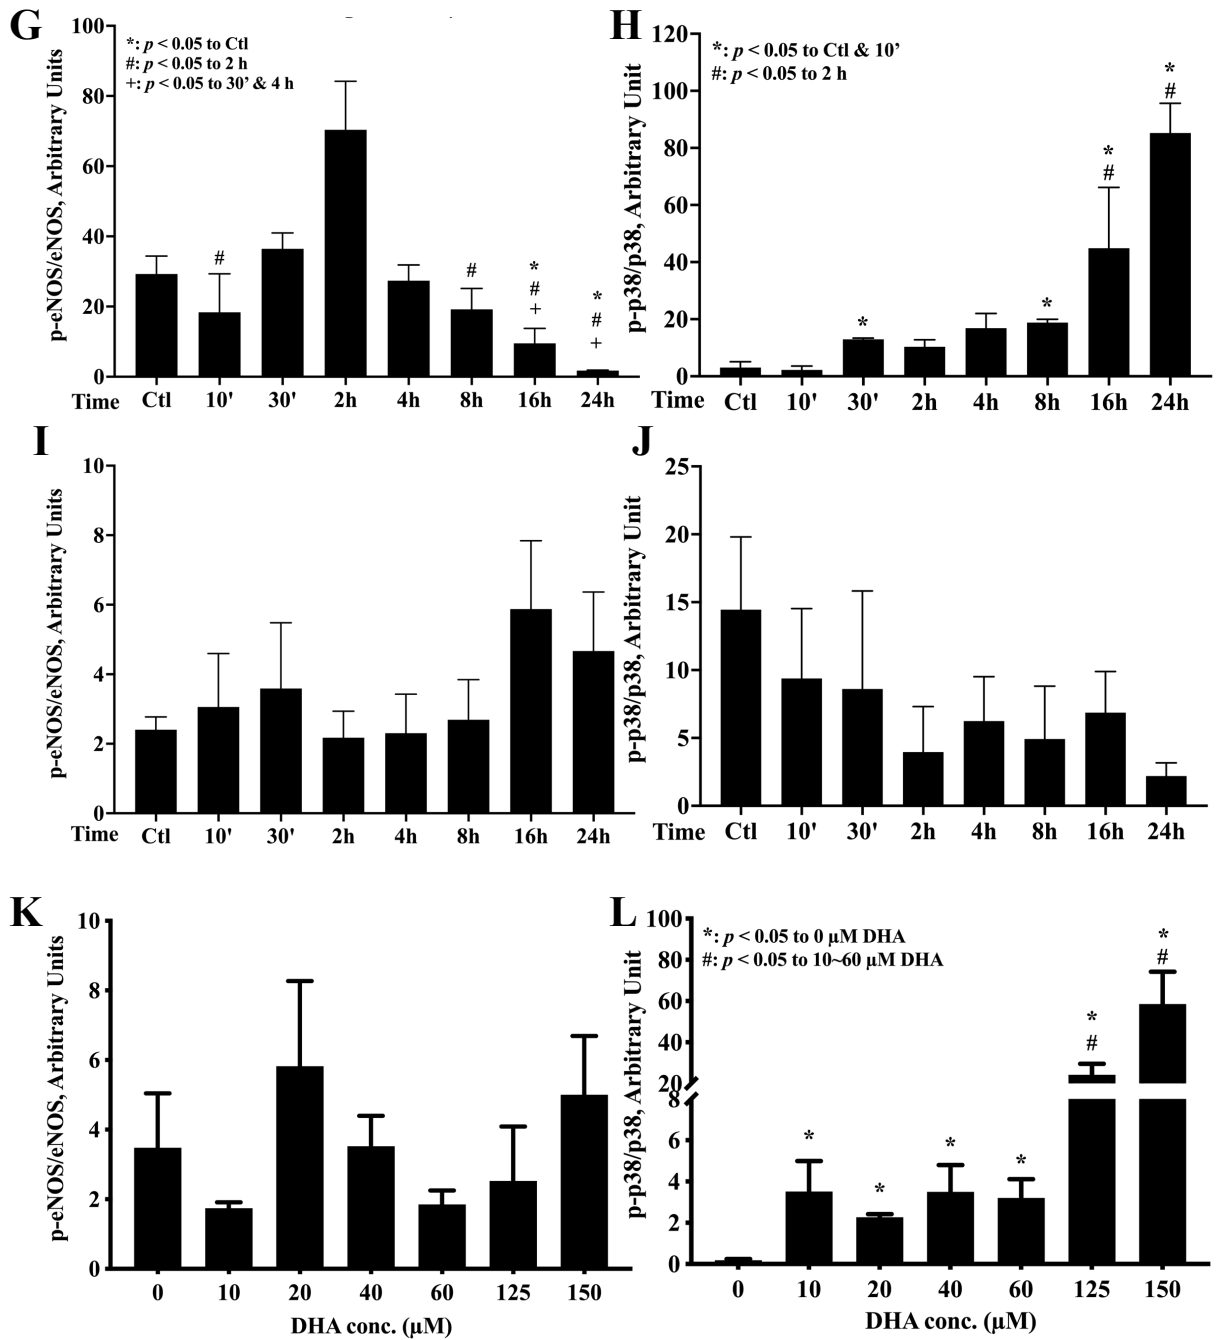 G
p-eNOS/eNOS, Arbitrary Units
100
80
60
40
20
0
*: p < 0.05 to Ctl
#: p < 0.05 to 2 h
+: p < 0.05 to 30’ & 4 h
#
#
*
#
+
*
#
+
Time Ctl 10' 30' 2h 4h 8h 16h 24h
H
p-p38/p38, Arbitrary Unit
120
100
80
60
40
20
0
*: p < 0.05 to Ctl & 10’
#: p < 0.05 to 2 h
*
*
*
#
*
#
Time Ctl 10' 30' 2h 4h 8h 16h 24h
I
p-eNOS/eNOS, Arbitrary Units
10
8
6
4
2
0
Time Ctl 10' 30' 2h 4h 8h 16h 24h
J
p-p38/p38, Arbitrary Unit
25
20
15
10
5
0
Time Ctl 10' 30' 2h 4h 8h 16h 24h
K
p-eNOS/eNOS, Arbitrary Units
10
8
6
4
2
0
0 10 20 40 60 125 150
DHA conc. (µM)
L
p-p38/p38, Arbitrary Unit
100
80
60
40
20
8
6
4
2
0
*: p < 0.05 to 0 µM DHA
#: p < 0.05 to 10~60 µM DHA
*
*
*
*
*
#
*
#
0 10 20 40 60 125 150
DHA conc. (µM)